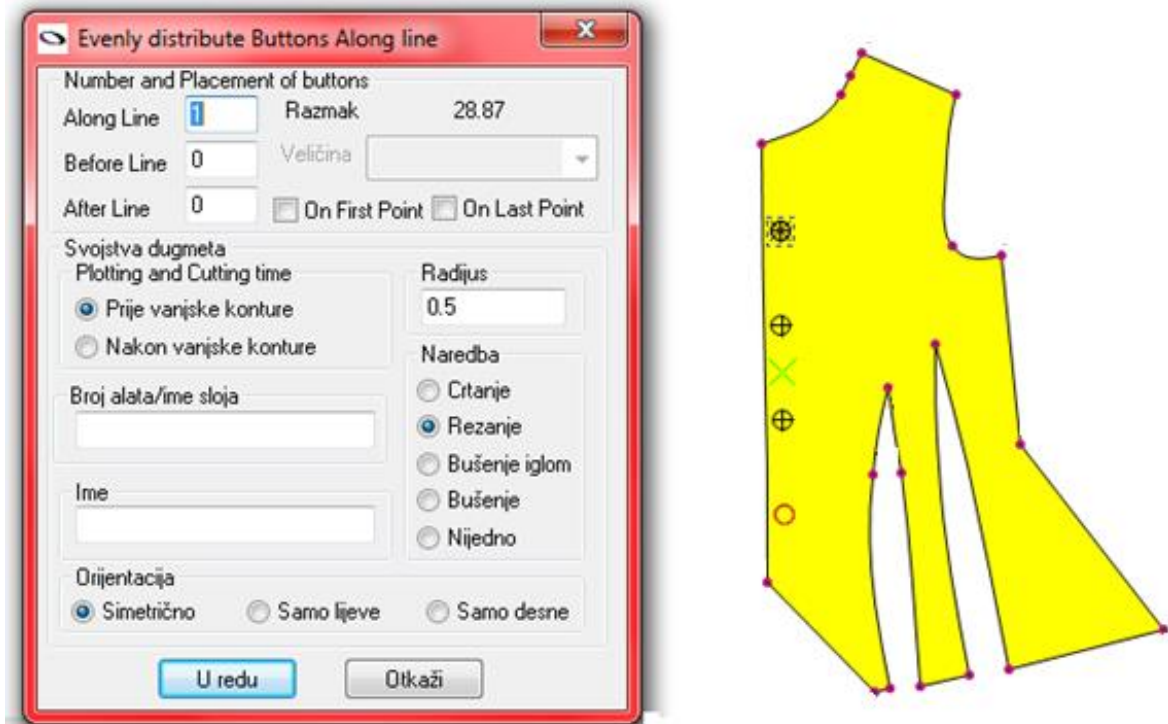 Evenly distribute Buttons Along line
Number and Placement of buttons
Along Line 1 Razmak 28.87
Before Line 0 Veličina
After Line 0 On First Point On Last Point
Svojstva dugmeta
Plotting and Cutting time
Prije vanjske konture
Nakon vanjske konture
Radijus
0.5
Broj alata/ime sloja
Ime
Naredba
Crtanje
Rezanje
Bušenje iglom
Bušenje
Nijedno
Orijentacija
Simetrično Samo lijeve Samo desne
U redu Otkaži